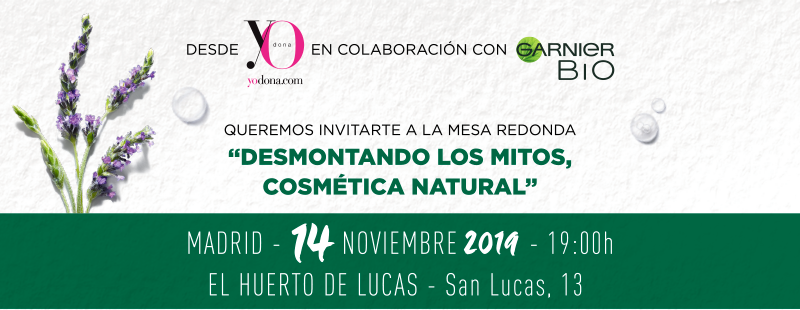 DESDE yo dona EN COLABORACIÓN CON GARNIER BIO
yodona.com
QUEREMOS INVITARTE A LA MESA REDONDA
“DESMONTANDO LOS MITOS,
COSMÉTICA NATURAL”
MADRID - 14 NOVIEMBRE 2019 - 19:00h
EL HUERTO DE LUCAS - San Lucas, 13